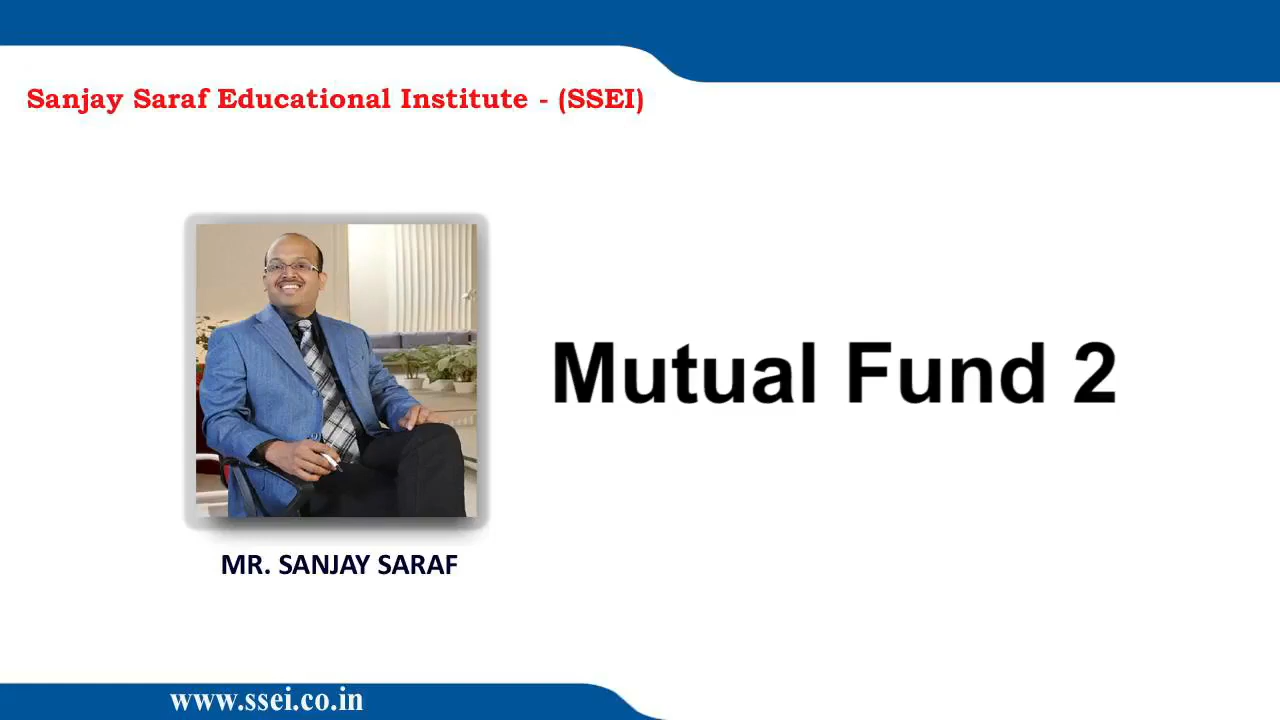 Sanjay Saraf Educational Institute - (SSEI)
Mutual Fund 2
MR. SANJAY SARAF
www.ssei.co.in